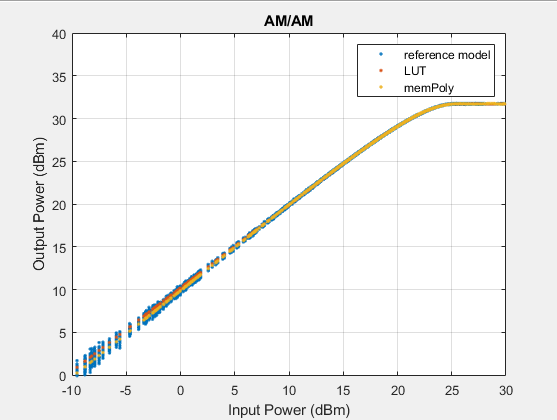 AM/AM
reference model
LUT
memPoly
Output Power (dBm)
40
35
30
25
20
15
10
5
0
-10 -5 0 5 10 15 20 25 30
Input Power (dBm)